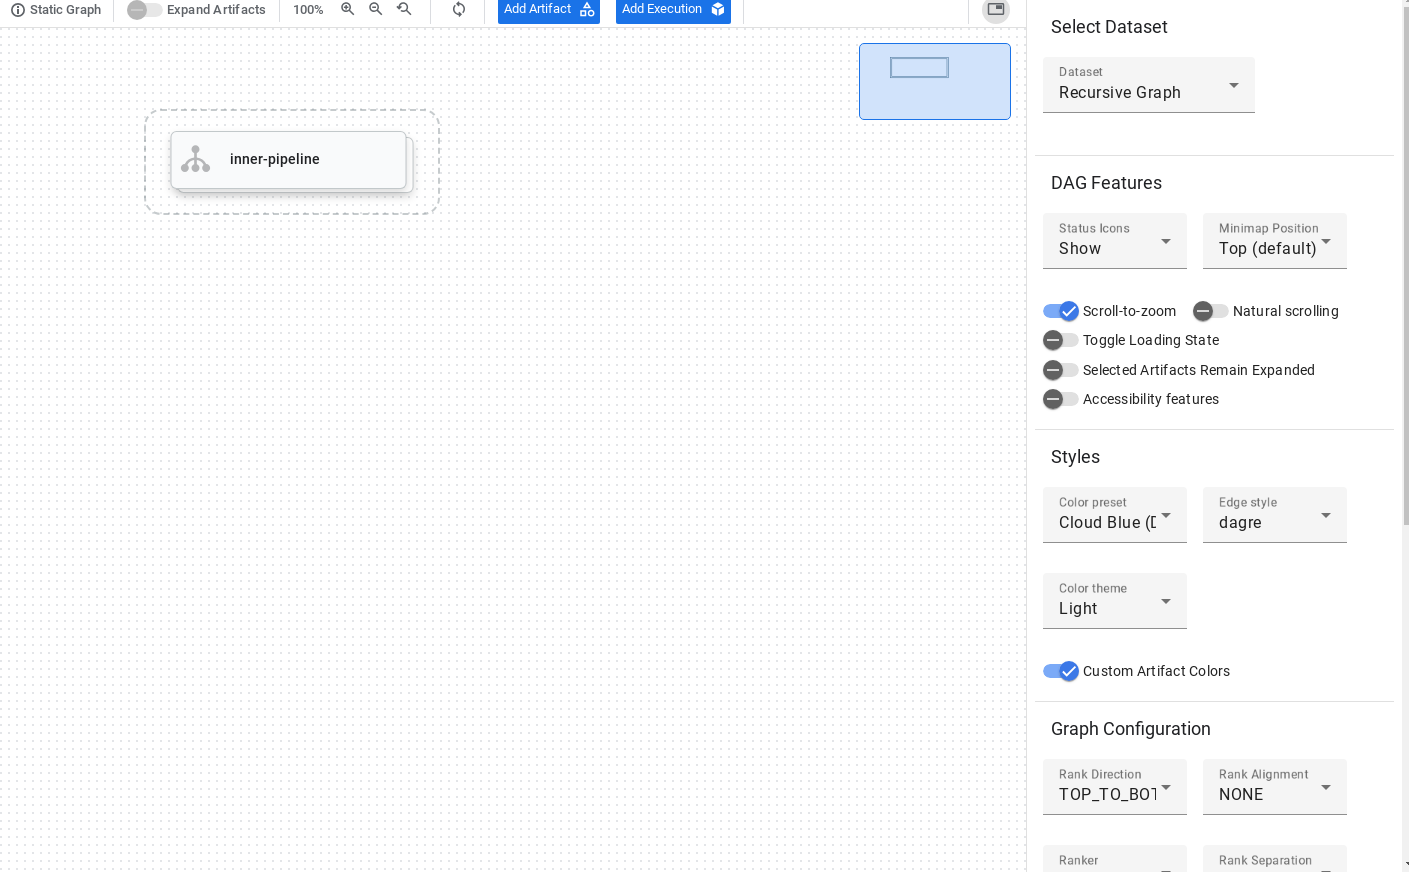 Static Graph
Expand Artifacts
100%
Add Artifact
Add Execution
inner-pipeline
Select Dataset
Dataset
Recursive Graph
DAG Features
Status Icons
Show
Minimap Position
Top (default)
Scroll-to-zoom
Natural scrolling
Toggle Loading State
Selected Artifacts Remain Expanded
Accessibility features
Styles
Color preset
Cloud Blue (D
Edge style
dagre
Color theme
Light
Custom Artifact Colors
Graph Configuration
Rank Direction
TOP_TO_BOT
Rank Alignment
NONE
Ranker
Rank Separation